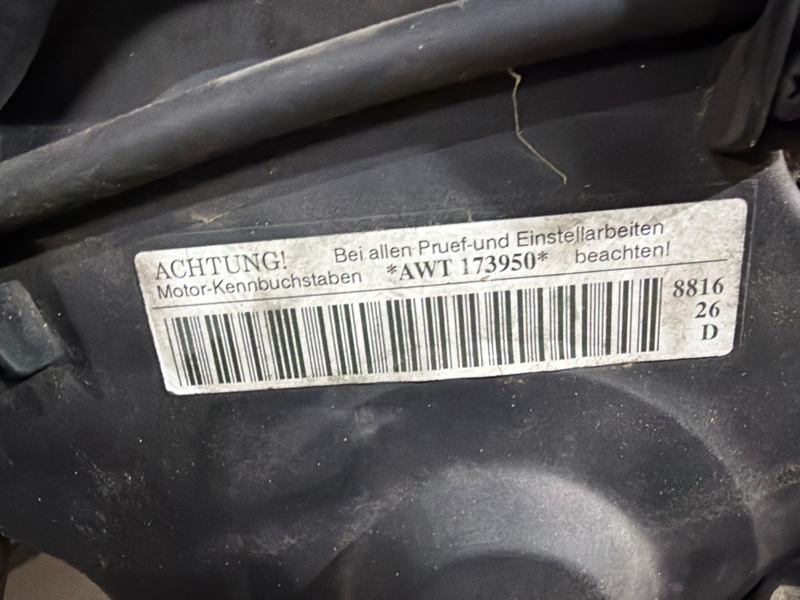 ACHTUNG! Bei allen Pruef-und Einstellarbeiten
Motor-Kennbuchstaben *AWT 173950* beachten!
8816
26
D